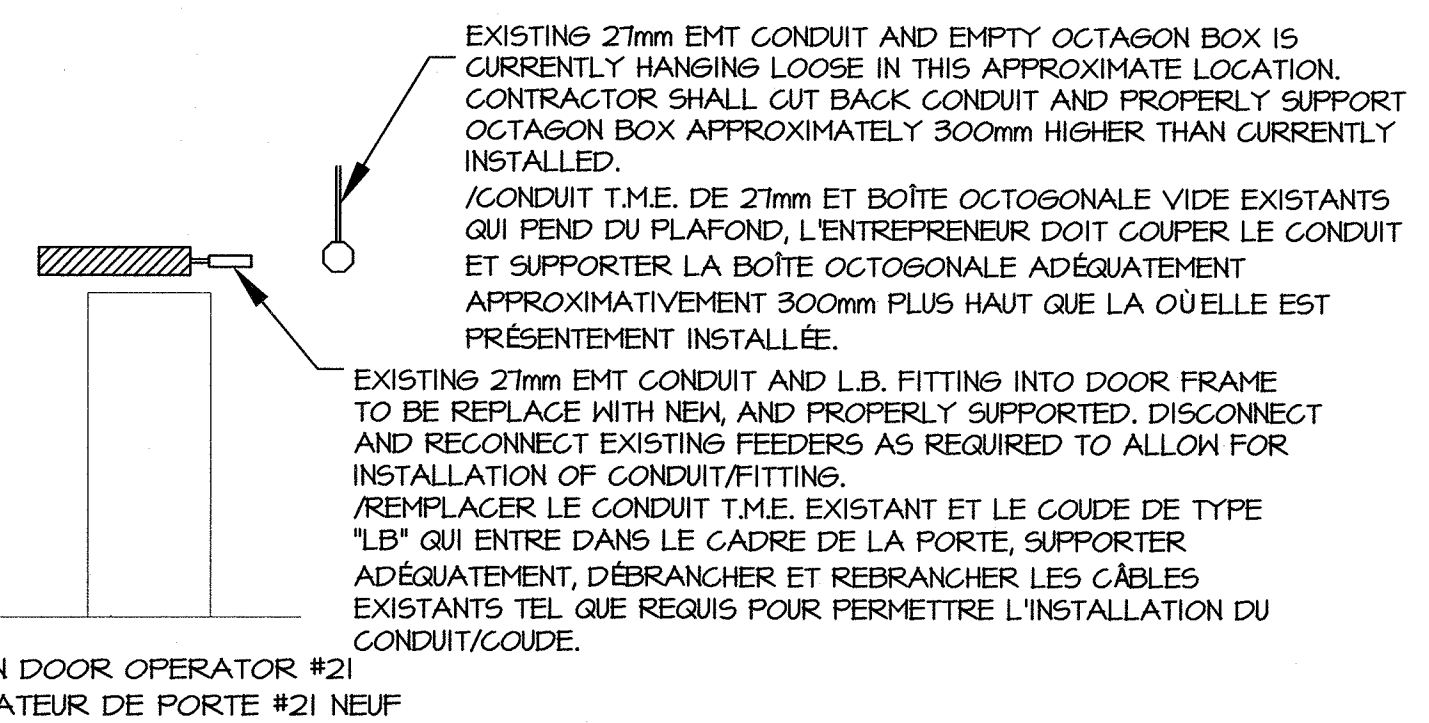 EXISTING 27mm EMT CONDUIT AND EMPTY OCTAGON BOX IS
CURRENTLY HANGING LOOSE IN THIS APPROXIMATE LOCATION.
CONTRACTOR SHALL CUT BACK CONDUIT AND PROPERLY SUPPORT
OCTAGON BOX APPROXIMATELY 300mm HIGHER THAN CURRENTLY
INSTALLED.
/CONDUIT T.M.E. DE 27mm ET BOÎTE OCTOGONALE VIDE EXISTANTS
QUI PEND DU PLAFOND, L'ENTREPRENEUR DOIT COUPER LE CONDUIT
ET SUPPORTER LA BOÎTE OCTOGONALE ADÉQUATEMENT
APPROXIMATIVEMENT 300mm PLUS HAUT QUE LA OÙ ELLE EST
PRÉSENTEMENT INSTALLÉE.
EXISTING 27mm EMT CONDUIT AND L.B. FITTING INTO DOOR FRAME
TO BE REPLACE WITH NEW, AND PROPERLY SUPPORTED. DISCONNECT
AND RECONNECT EXISTING FEEDERS AS REQUIRED TO ALLOW FOR
INSTALLATION OF CONDUIT/FITTING.
/REMPLACER LE CONDUIT T.M.E. EXISTANT ET LE COUDE DE TYPE
"LB" QUI ENTRE DANS LE CADRE DE LA PORTE, SUPPORTER
ADÉQUATEMENT, DÉBRANCHER ET REBRANCHER LES CÂBLES
EXISTANTS TEL QUE REQUIS POUR PERMETTRE L'INSTALLATION DU
CONDUIT/COUDE.
DOOR OPERATOR #21
ATEUR DE PORTE #21 NEUF